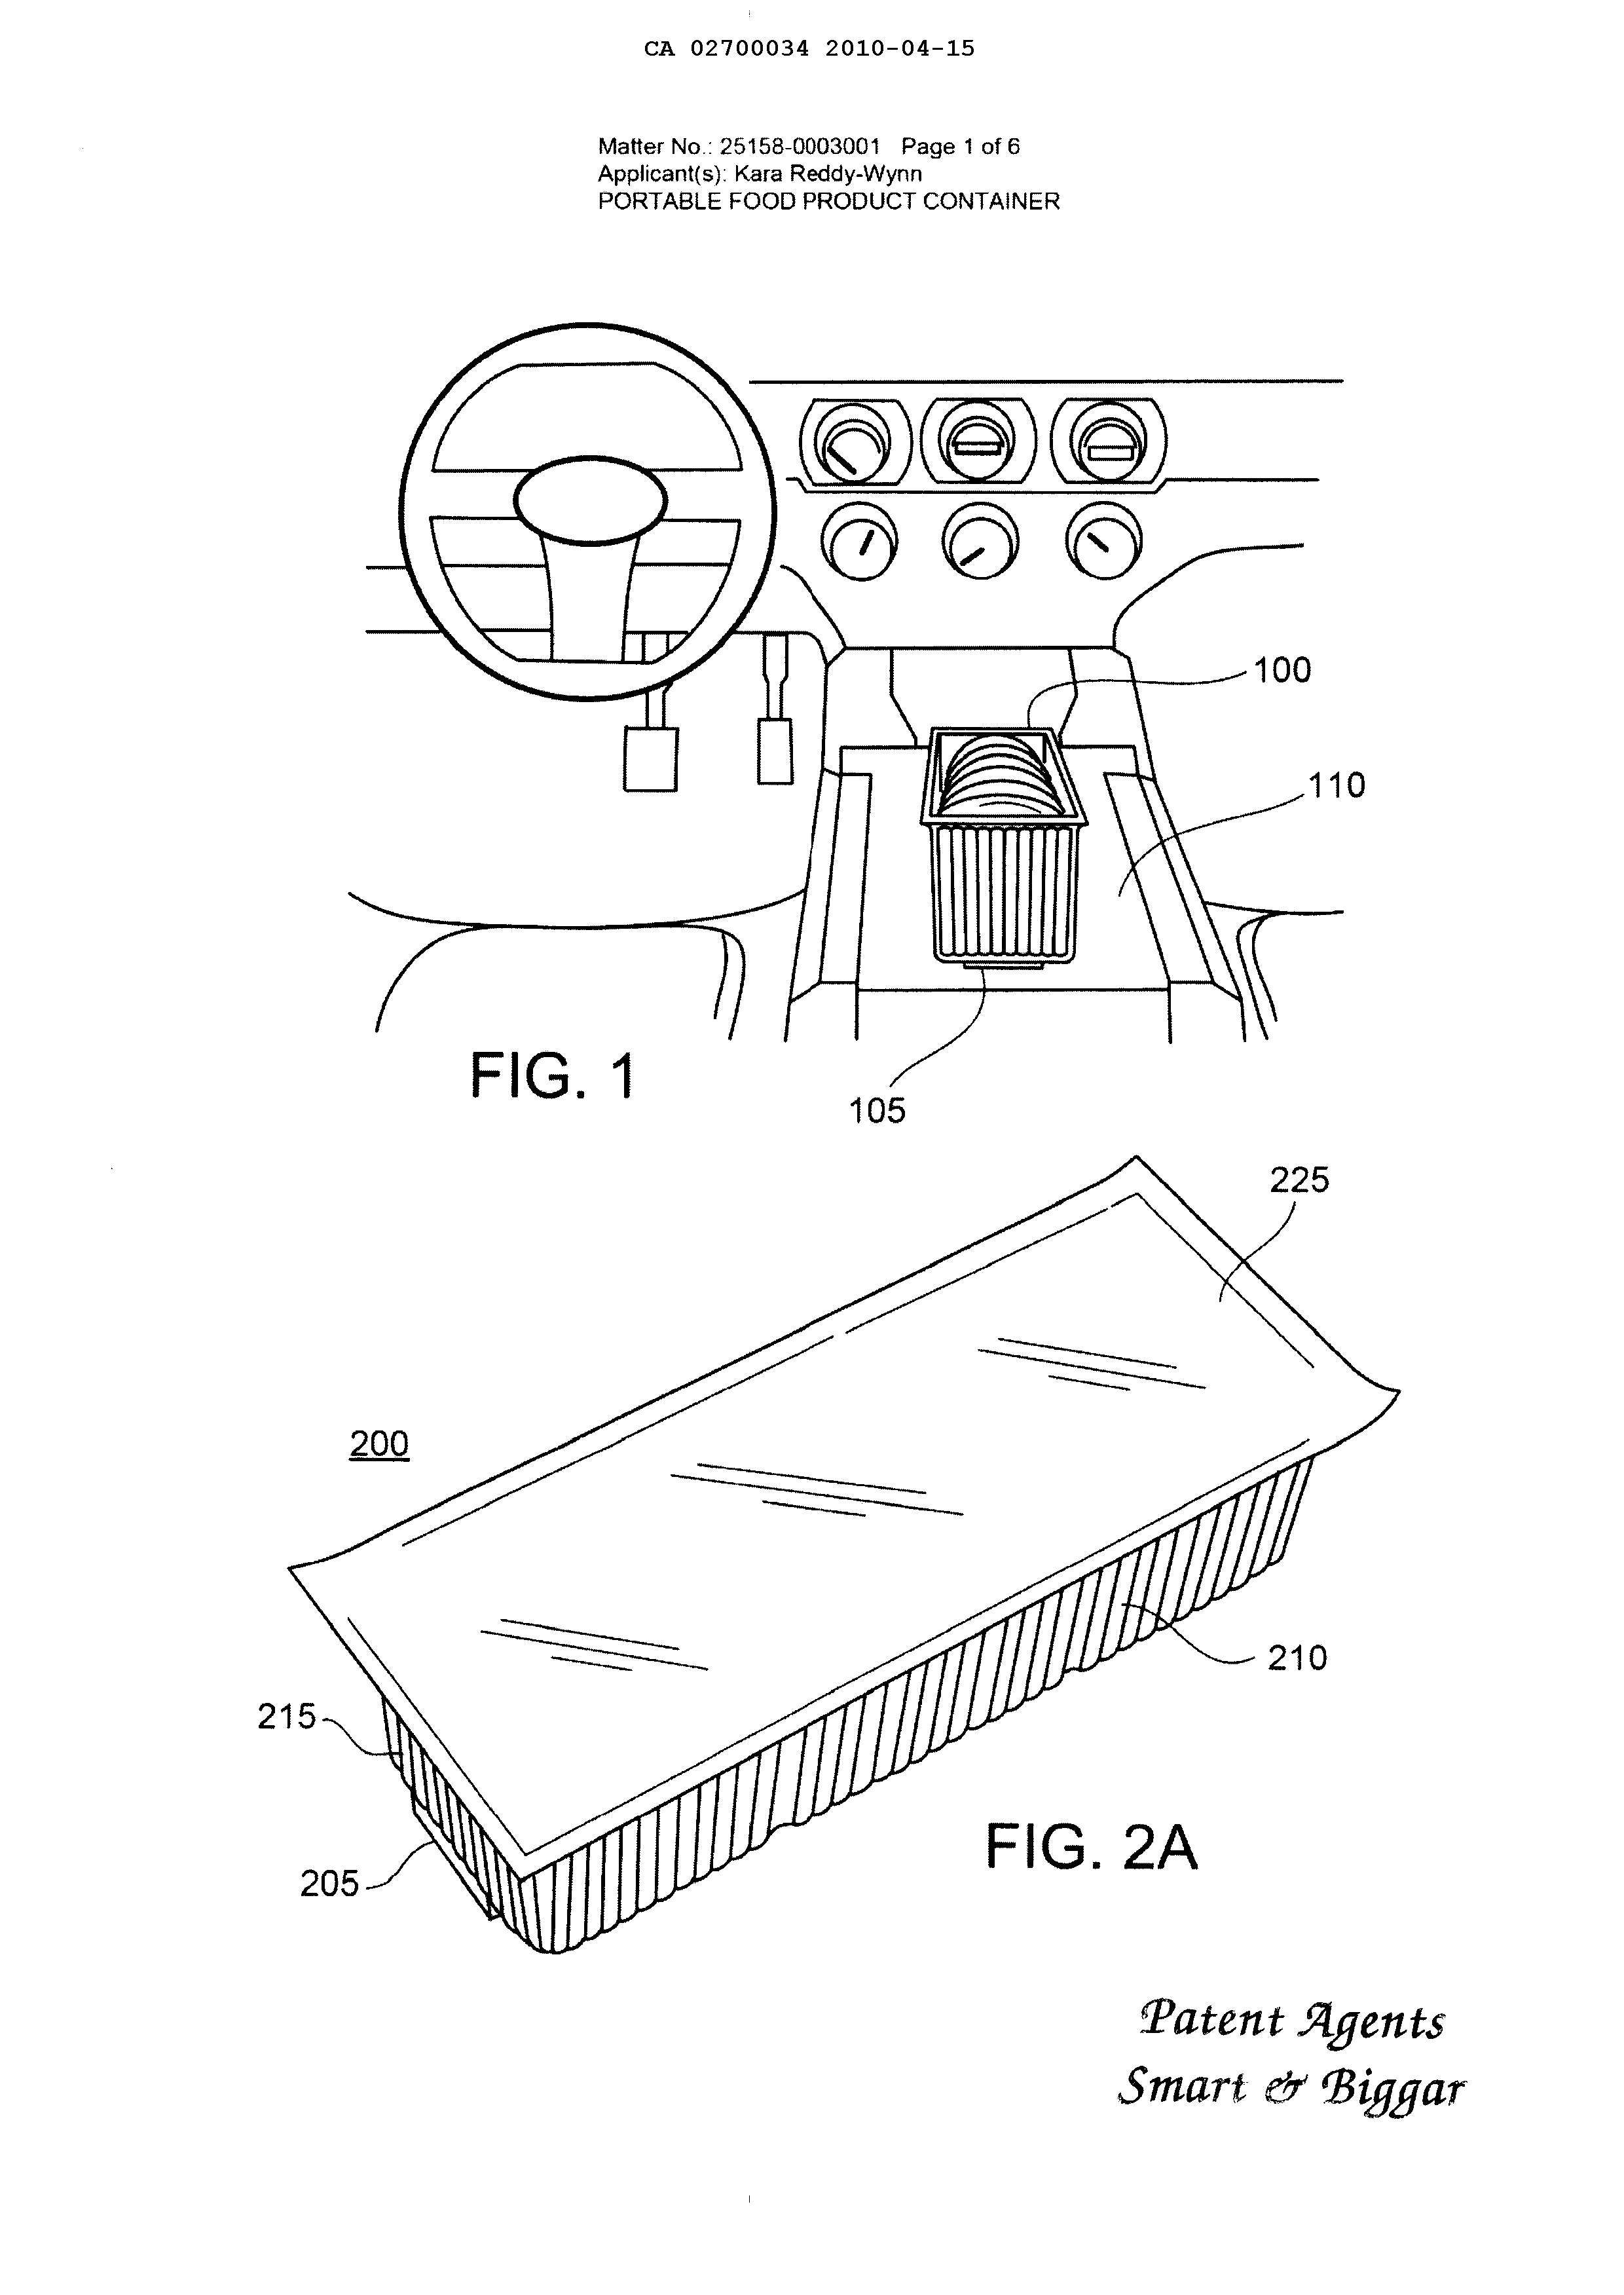 CA 02700034 2010-04-15
Matter No.: 25158-0003001 Page 1 of 6
Applicant(s): Kara Reddy-Wynn
PORTABLE FOOD PRODUCT CONTAINER
100
110
FIG. 1
105
225
200
210
215
FIG. 2A
205
Patent Agents
Smart & Biggar